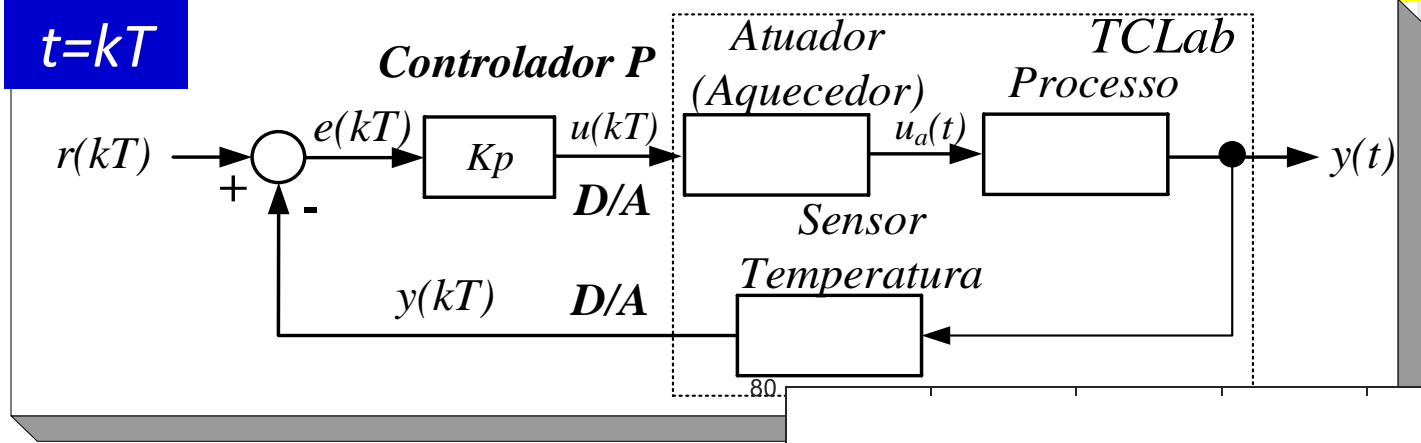 t=kT
Controlador P
Atuador
(Aquecedor)
TCLab
Processo
r(kT)
+
-
e(kT)
Kp
u(kT)
D/A
u_a(t)
y(t)
Sensor
Temperatura
y(kT)
D/A
80